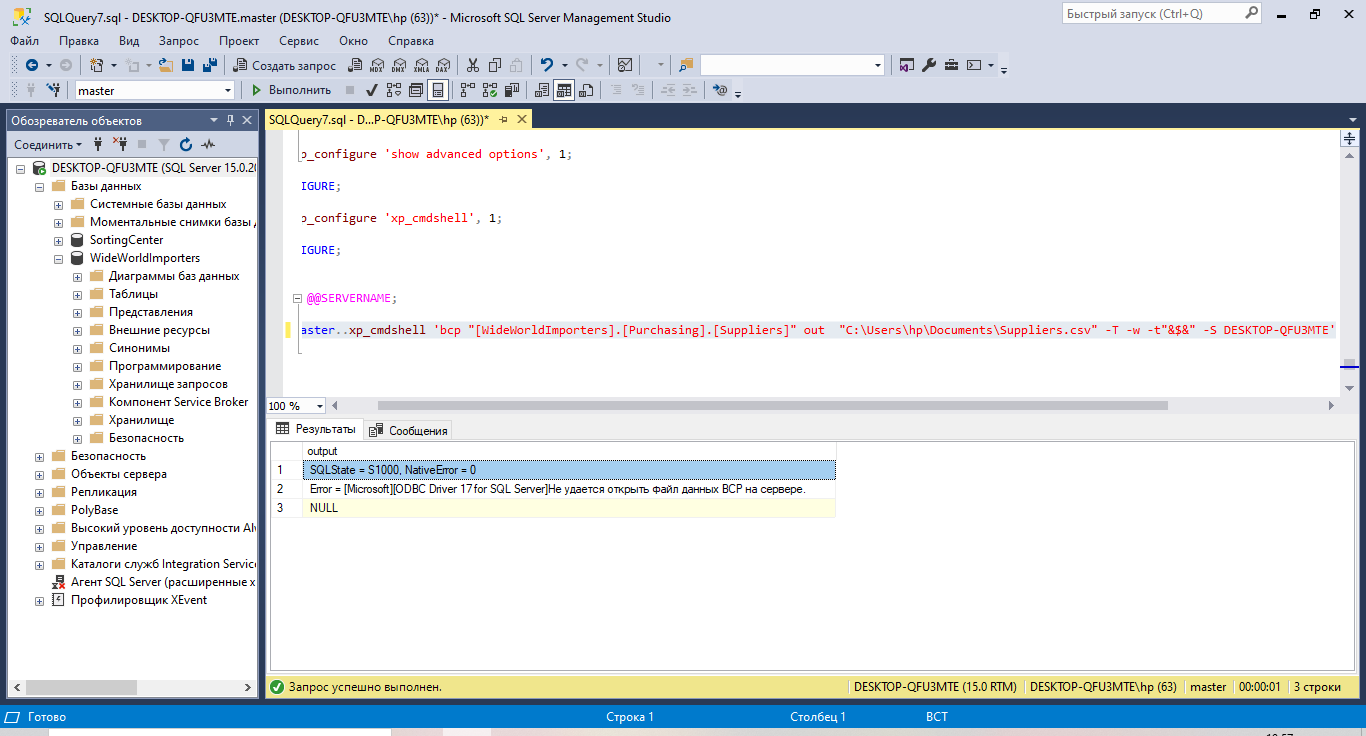 SQLQuery7.sql - DESKTOP-QFU3MTE.master (DESKTOP-QFU3MTE\hp (63))* - Microsoft SQL Server Management Studio
Быстрый запуск (Ctrl+Q)
Файл Правка Вид Запрос Проект Сервис Окно Справка
Создать запрос MDX DMX XMLA DAX
master
Выполнить
Обозреватель объектов
Соединить
DESKTOP-QFU3MTE (SQL Server 15.0.20
Базы данных
Системные базы данных
Моментальные снимки базы
SortingCenter
WideWorldImporters
Диаграммы баз данных
Таблицы
Представления
Внешние ресурсы
Синонимы
Программирование
Хранилище запросов
Компонент Service Broker
Хранилище
Безопасность
Безопасность
Объекты сервера
Репликация
PolyBase
Высокий уровень доступности Al
Управление
Каталоги служб Integration Service
Агент SQL Server (расширенные х
Профилировщик XEvent
SQLQuery7.sql - D...P-QFU3MTE\hp (63))*
p_configure 'show advanced options', 1;
IGURE;
p_configure 'xp_cmdshell', 1;
IGURE;
@@SERVERNAME;
aster..xp_cmdshell 'bcp "[WideWorldImporters].[Purchasing].[Suppliers]" out  "C:\Users\hp\Documents\Suppliers.csv" -T -w -t"&$&" -S DESKTOP-QFU3MTE'
100 %
Результаты Сообщения
output
1 SQLState = S1000, NativeError = 0
2 Error = [Microsoft][ODBC Driver 17 for SQL Server]Не удается открыть файл данных BCP на сервере.
3 NULL
Запрос успешно выполнен. DESKTOP-QFU3MTE (15.0 RTM) DESKTOP-QFU3MTE\hp (63) master 00:00:01 3 строки
Готово Строка 1 Столбец 1 ВСТ